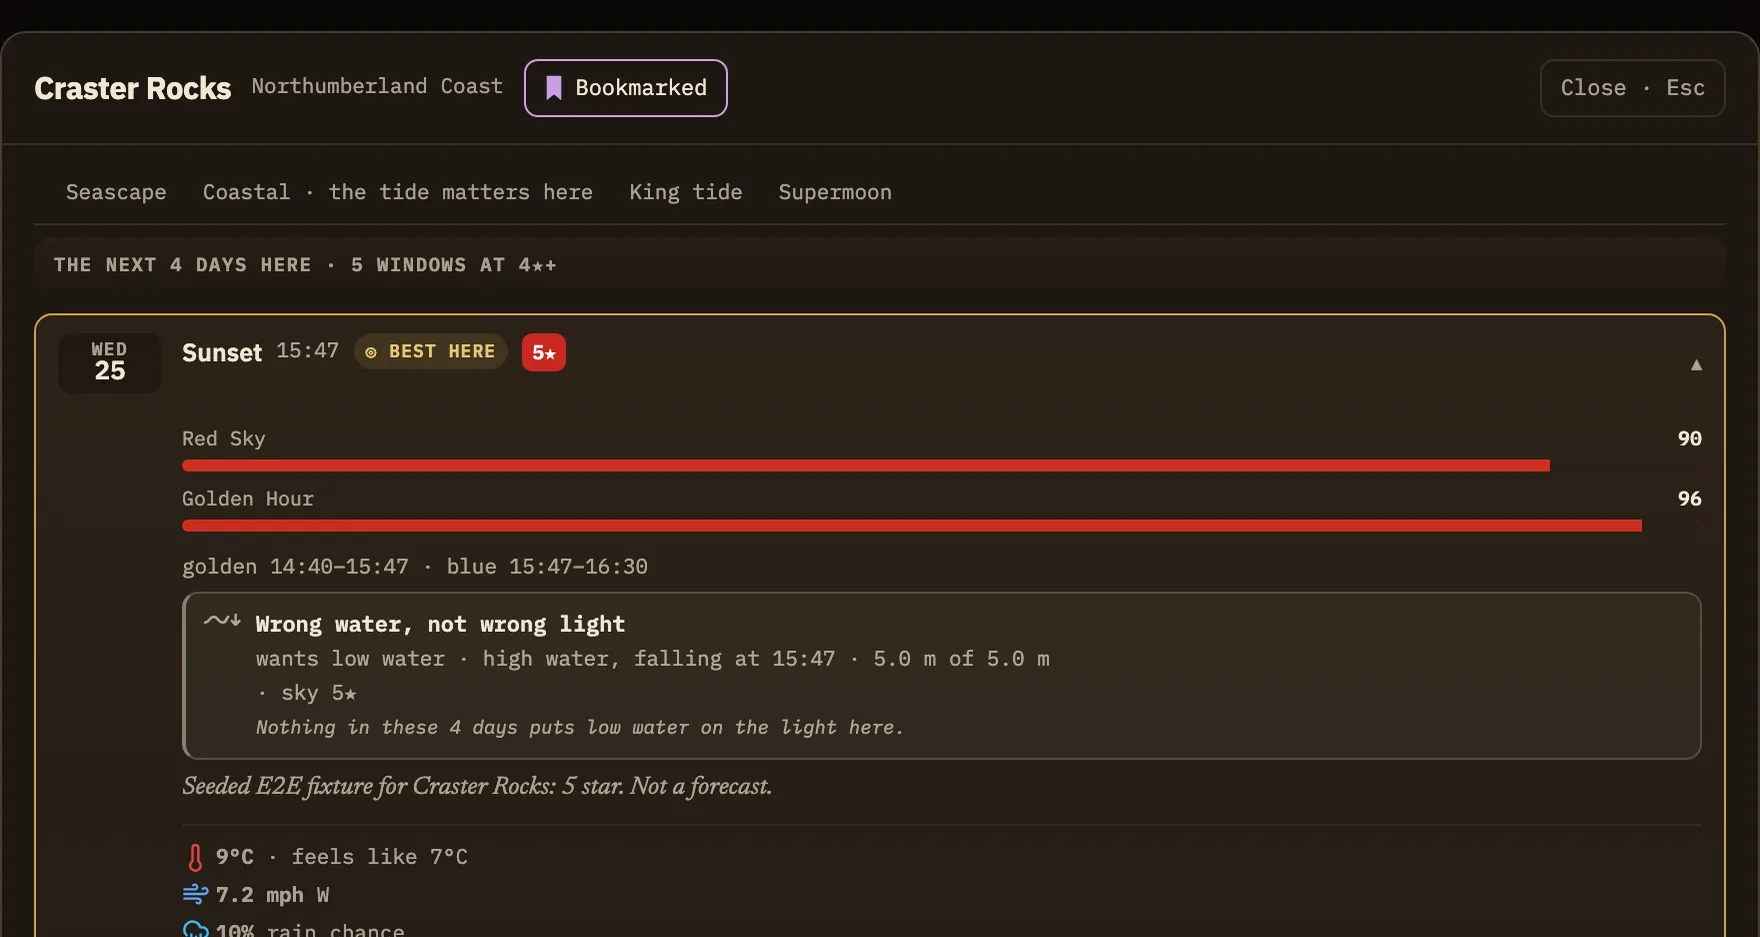 Craster Rocks Northumberland Coast Bookmarked Close · Esc
Seascape Coastal · the tide matters here King tide Supermoon
THE NEXT 4 DAYS HERE · 5 WINDOWS AT 4★+
WED
25
Sunset 15:47 ◎ BEST HERE 5★
▲
Red Sky 90
Golden Hour 96
golden 14:40–15:47 · blue 15:47–16:30
Wrong water, not wrong light
wants low water · high water, falling at 15:47 · 5.0 m of 5.0 m
· sky 5★
Nothing in these 4 days puts low water on the light here.
Seeded E2E fixture for Craster Rocks: 5 star. Not a forecast.
9°C · feels like 7°C
7.2 mph W
10% rain chance